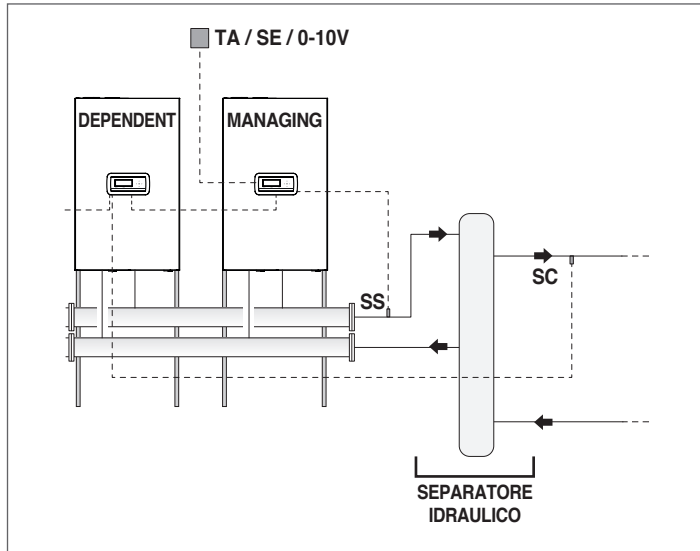 TA / SE / 0-10V
DEPENDENT
MANAGING
SS
SC
SEPARATORE
IDRAULICO